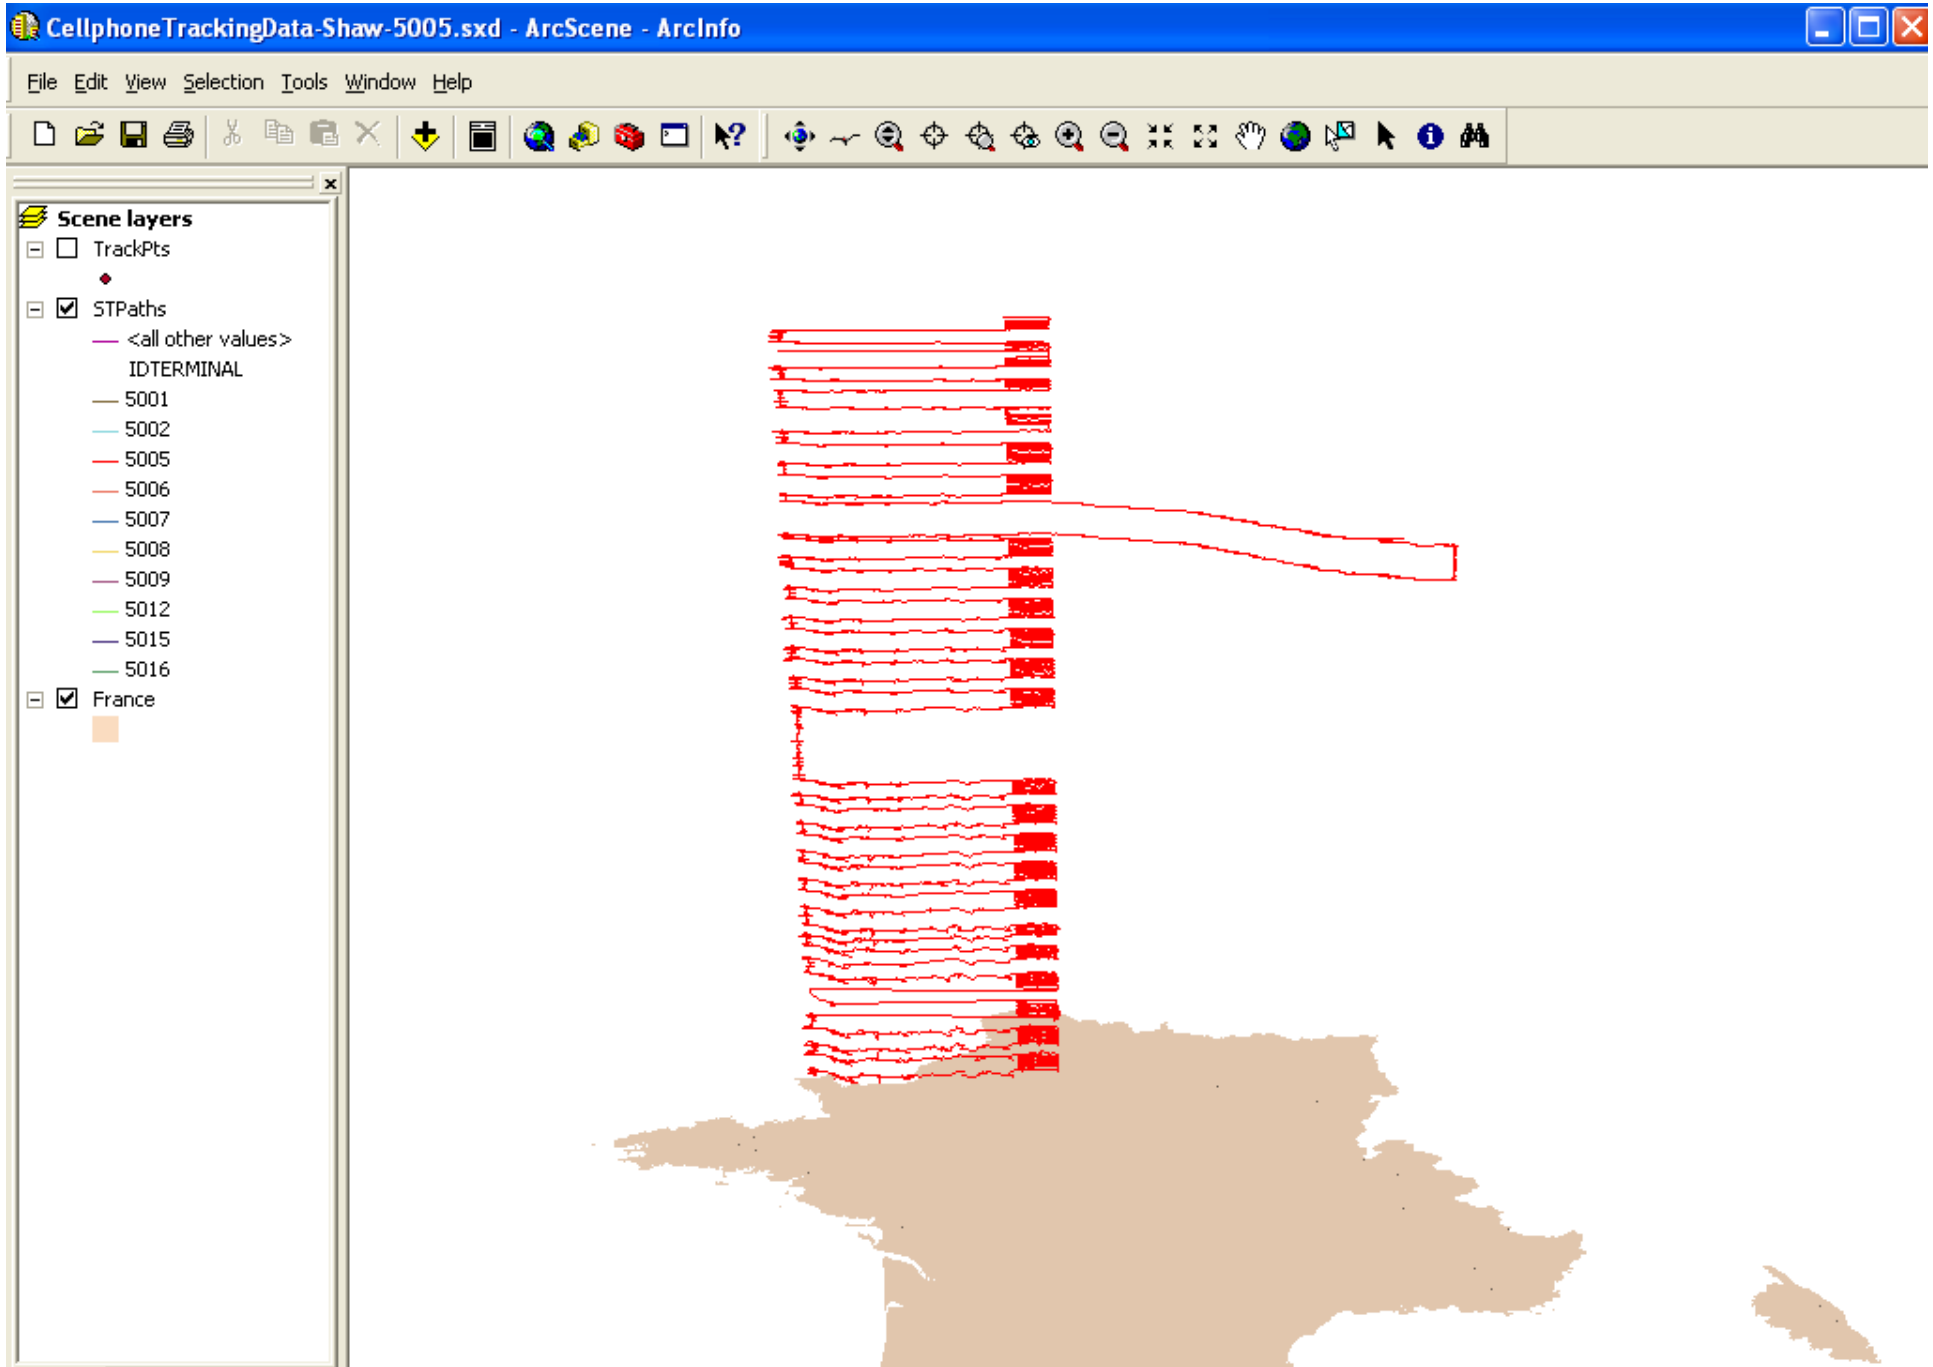 CellphoneTrackingData-Shaw-5005.sxd - ArcScene - ArcInfo
File Edit View Selection Tools Window Help
Scene layers
TrackPts
STPaths
<all other values>
IDTERMINAL
5001
5002
5005
5006
5007
5008
5009
5012
5015
5016
France